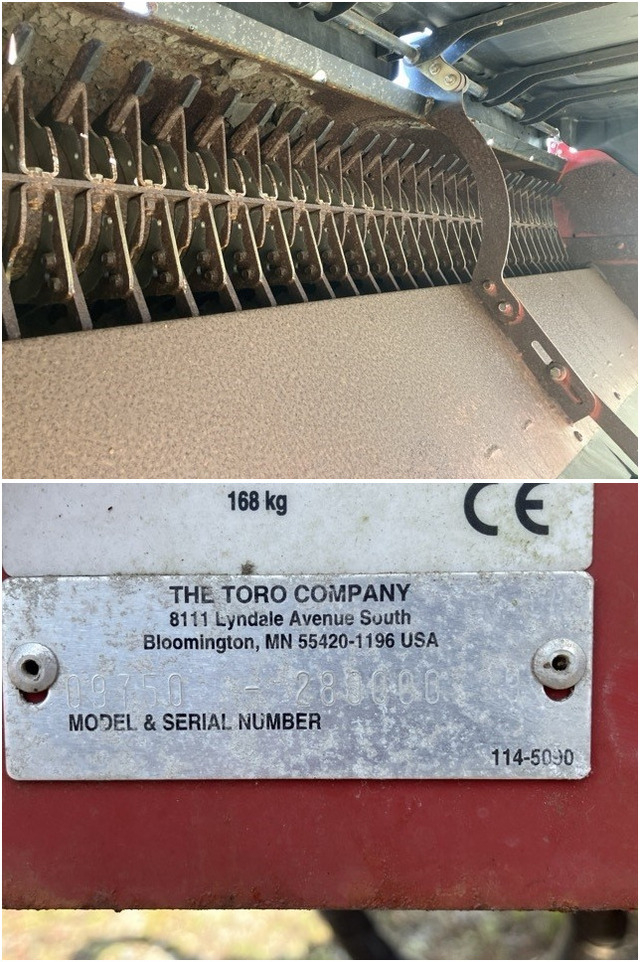 168 kg
CE
THE TORO COMPANY
8111 Lyndale Avenue South
Bloomington, MN 55420-1196 USA
09750 -
MODEL & SERIAL NUMBER
114-5090